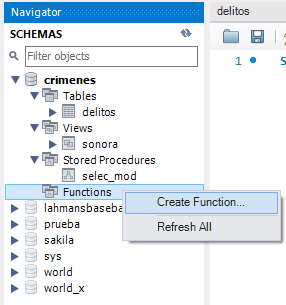 Navigator
delitos
SCHEMAS
Filter objects
1
crimenes
Tables
delitos
Views
sonora
Stored Procedures
selec_mod
Functions
Create Function...
Refresh All
prueba
sakila
sys
world
world_x